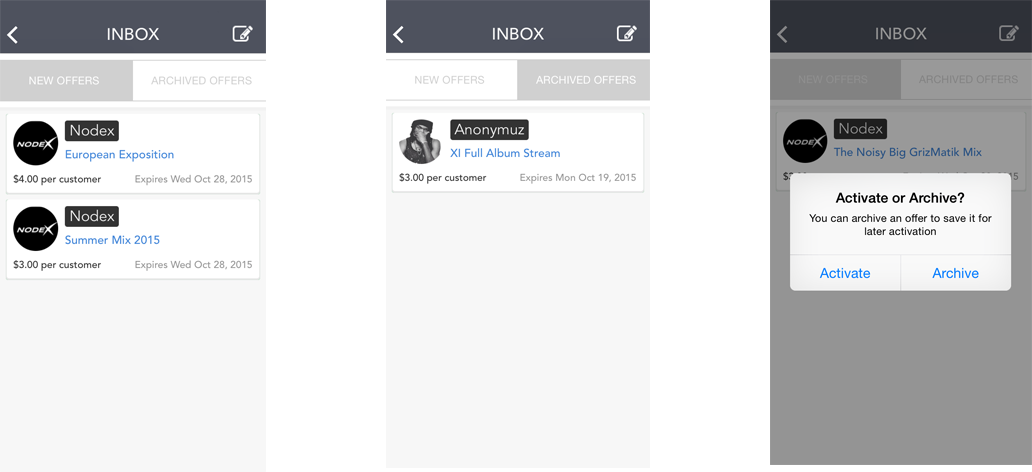 INBOX
NEW OFFERS ARCHIVED OFFERS
NODEX
Nodex
European Exposition
$4.00 per customer Expires Wed Oct 28, 2015
NODEX
Nodex
Summer Mix 2015
$3.00 per customer Expires Wed Oct 28, 2015
INBOX
NEW OFFERS ARCHIVED OFFERS
Anonymuz
XI Full Album Stream
$3.00 per customer Expires Mon Oct 19, 2015
INBOX
NEW OFFERS ARCHIVED OFFERS
NODEX
Nodex
The Noisy Big GrizMatik Mix
Activate or Archive?
You can archive an offer to save it for
later activation
Activate Archive